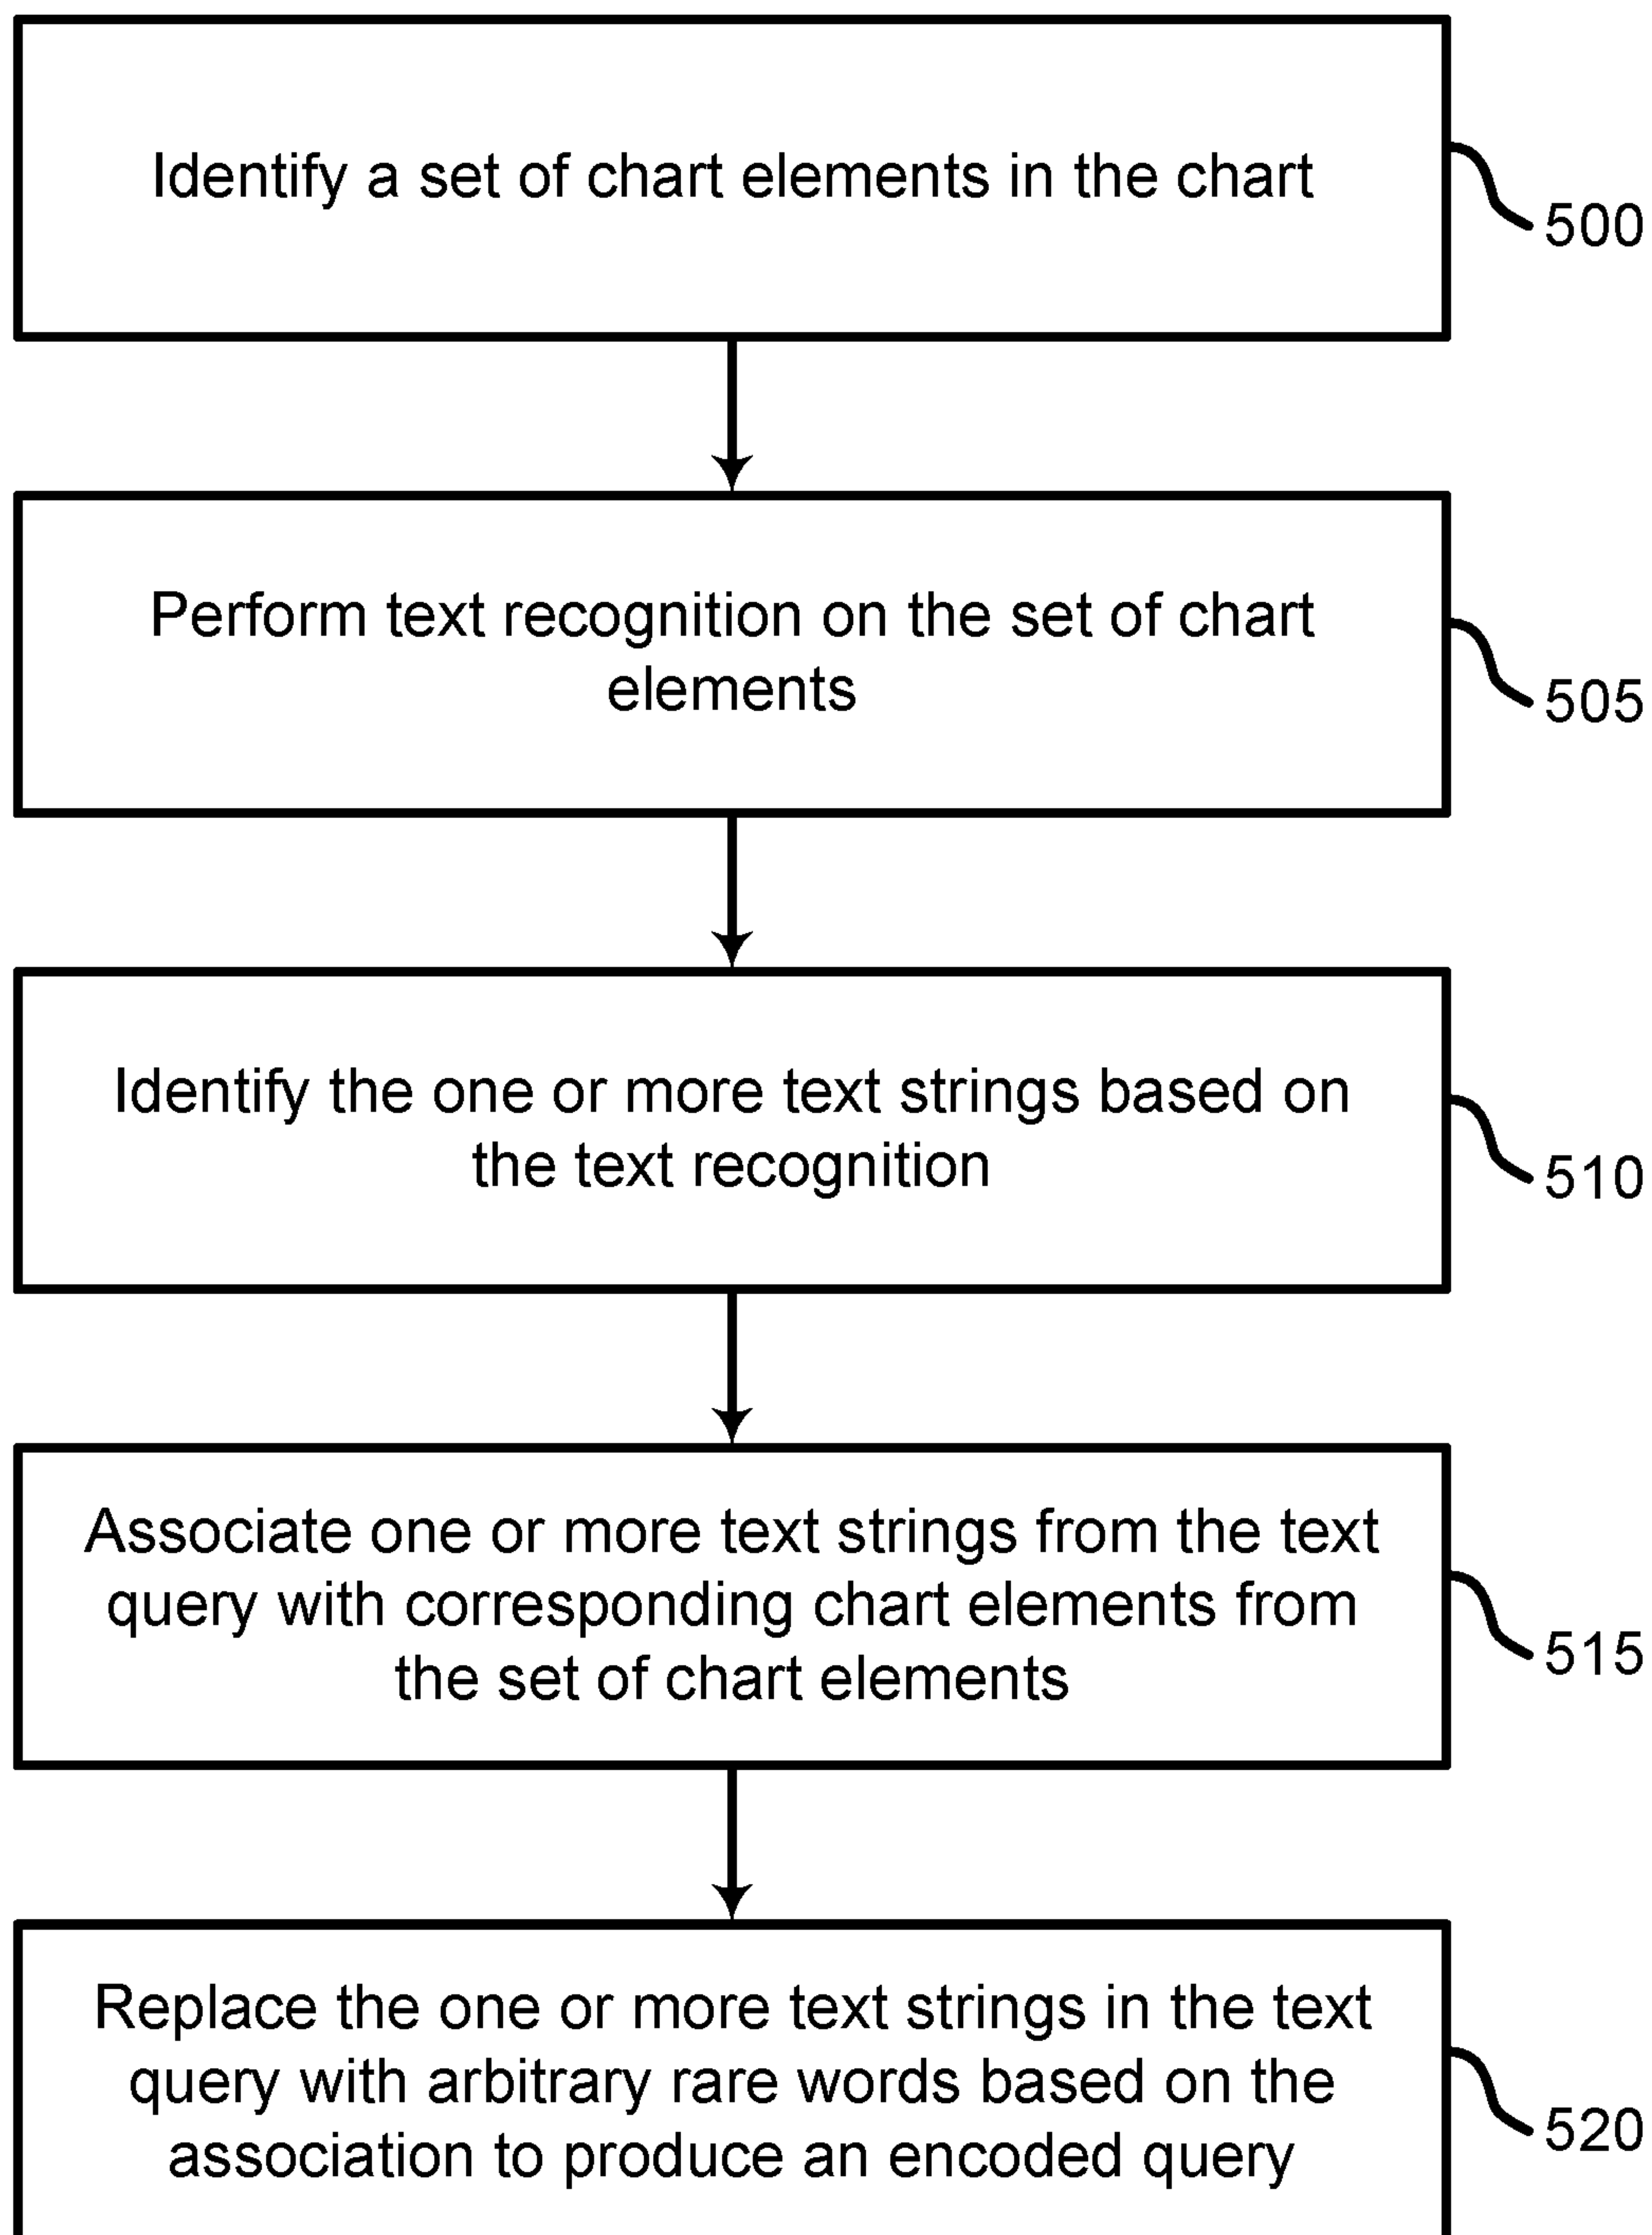 Identify a set of chart elements in the chart
500
Perform text recognition on the set of chart
elements
505
Identify the one or more text strings based on
the text recognition
510
Associate one or more text strings from the text
query with corresponding chart elements from
the set of chart elements
515
Replace the one or more text strings in the text
query with arbitrary rare words based on the
association to produce an encoded query
520